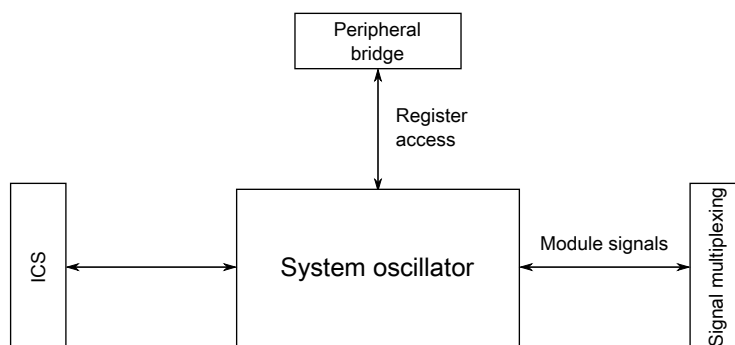 Peripheral
bridge
Register
access
ICS
System oscillator
Module signals
Signal multiplexing